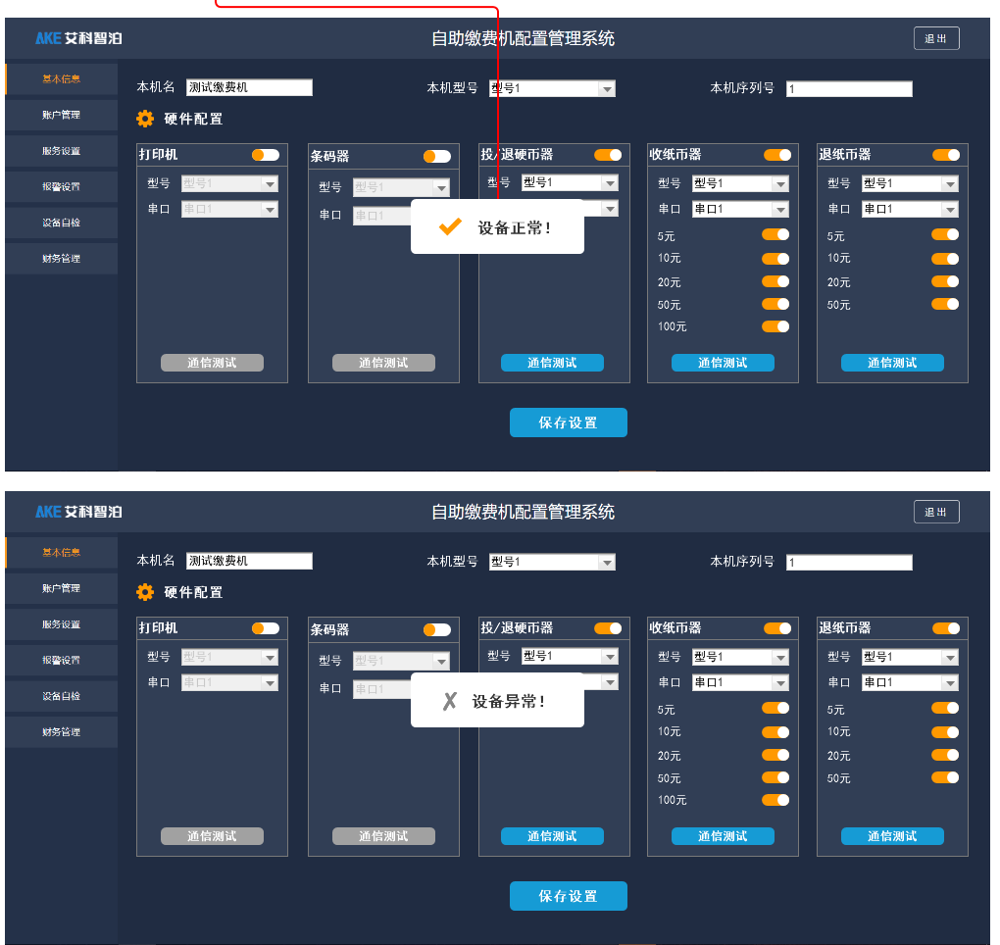 AKE 艾科智泊
自助缴费机配置管理系统
退出
基本信息
账户管理
服务设置
报警设置
设备自检
财务管理
本机名 测试缴费机 本机型号 型号1 本机序列号 1
硬件配置
打印机 条码器 投/退硬币器 收纸币器 退纸币器
型号 型号1 型号 型号1 型号 型号1 型号 型号1 型号 型号1
串口 串口1 串口 串口1 串口 串口1 串口 串口1
设备正常!
5元 5元
10元 10元
20元 20元
50元 50元
100元
通信测试 通信测试 通信测试 通信测试 通信测试
保存设置
AKE 艾科智泊
自助缴费机配置管理系统
退出
基本信息
账户管理
服务设置
报警设置
设备自检
财务管理
本机名 测试缴费机 本机型号 型号1 本机序列号 1
硬件配置
打印机 条码器 投/退硬币器 收纸币器 退纸币器
型号 型号1 型号 型号1 型号 型号1 型号 型号1 型号 型号1
串口 串口1 串口 串口1 串口 串口1 串口 串口1
设备异常!
5元 5元
10元 10元
20元 20元
50元 50元
100元
通信测试 通信测试 通信测试 通信测试 通信测试
保存设置